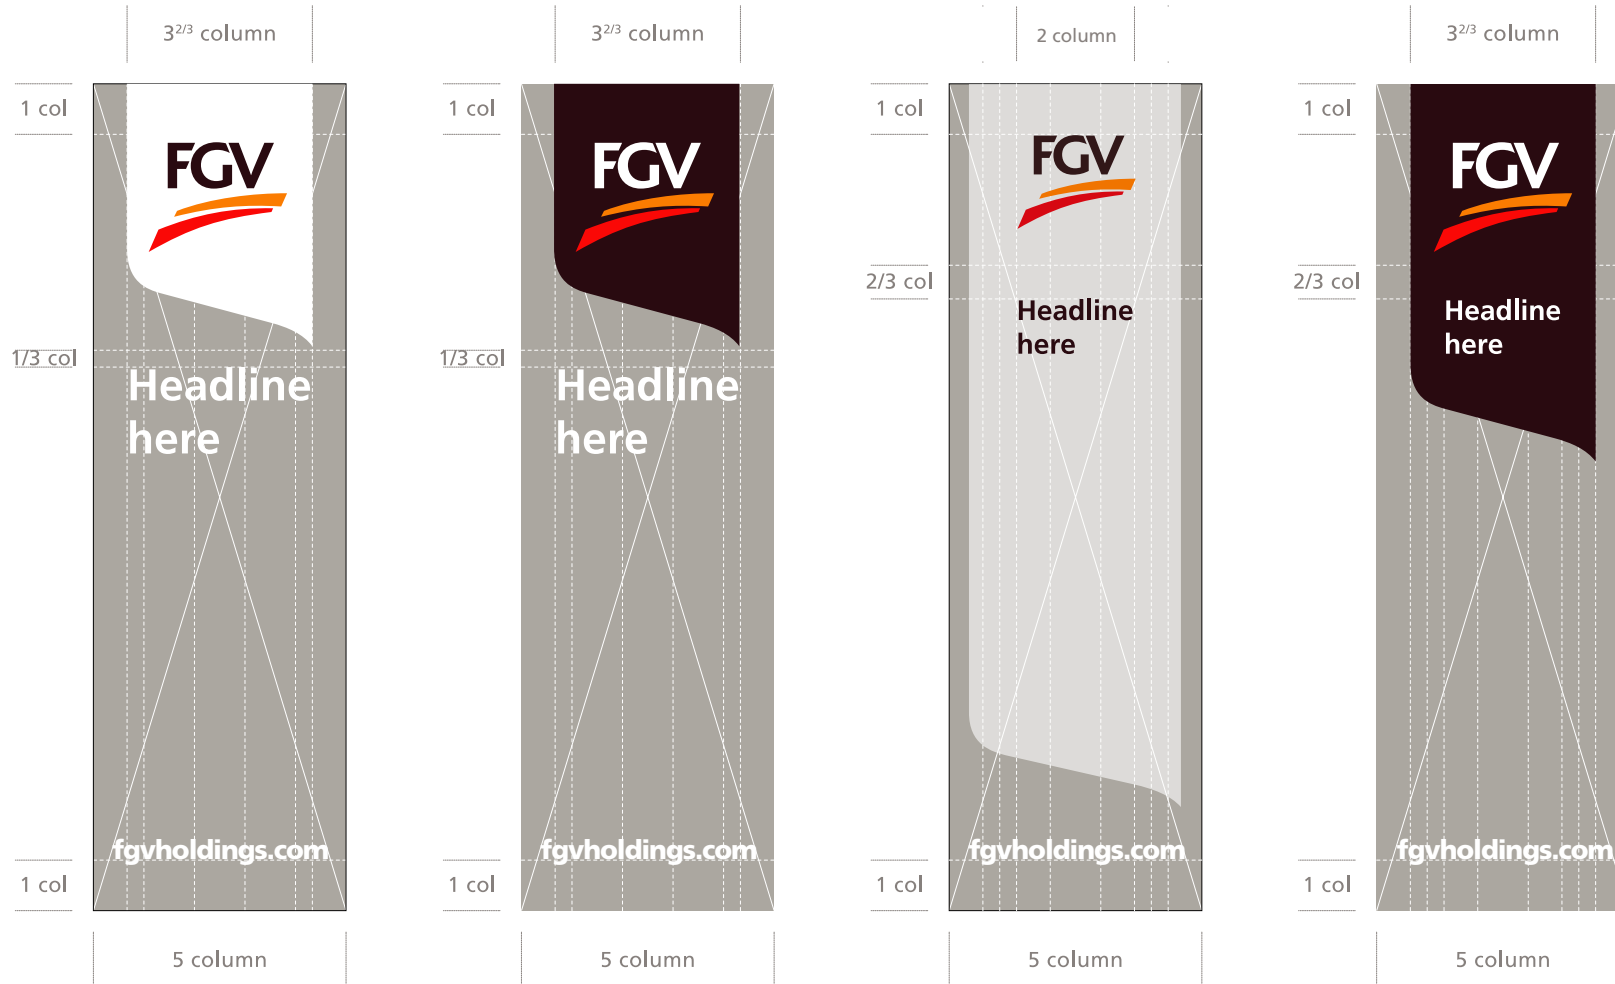 3 2/3 column
3 2/3 column
2 column
3 2/3 column
1 col
1 col
1 col
1 col
FGV
FGV
FGV
FGV
2/3 col
2/3 col
Headline
here
Headline
here
1/3 col
1/3 col
Headline
here
Headline
here
fgvholdings.com
fgvholdings.com
fgvholdings.com
fgvholdings.com
1 col
1 col
1 col
1 col
5 column
5 column
5 column
5 column